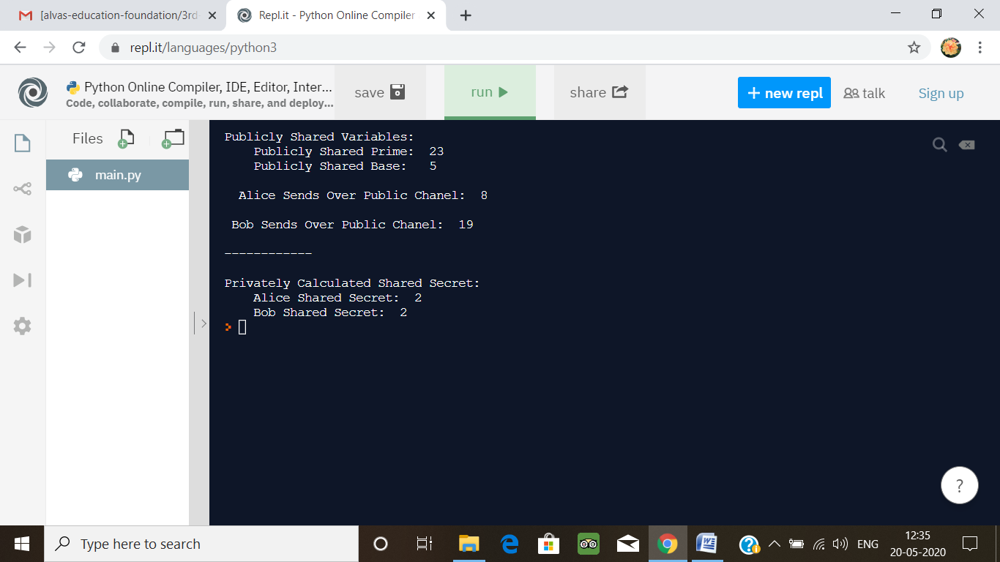 [alvas-education-foundation/3rd
Repl.it - Python Online Compiler
repl.it/languages/python3
Python Online Compiler, IDE, Editor, Inter...
Code, collaborate, compile, run, share, and deploy...
save
run
share
+ new repl
talk
Sign up
Files
main.py
Publicly Shared Variables:
Publicly Shared Prime: 23
Publicly Shared Base: 5
Alice Sends Over Public Chanel: 8
Bob Sends Over Public Chanel: 19
------------
Privately Calculated Shared Secret:
Alice Shared Secret: 2
Bob Shared Secret: 2
>
?
Type here to search
ENG
12:35
20-05-2020